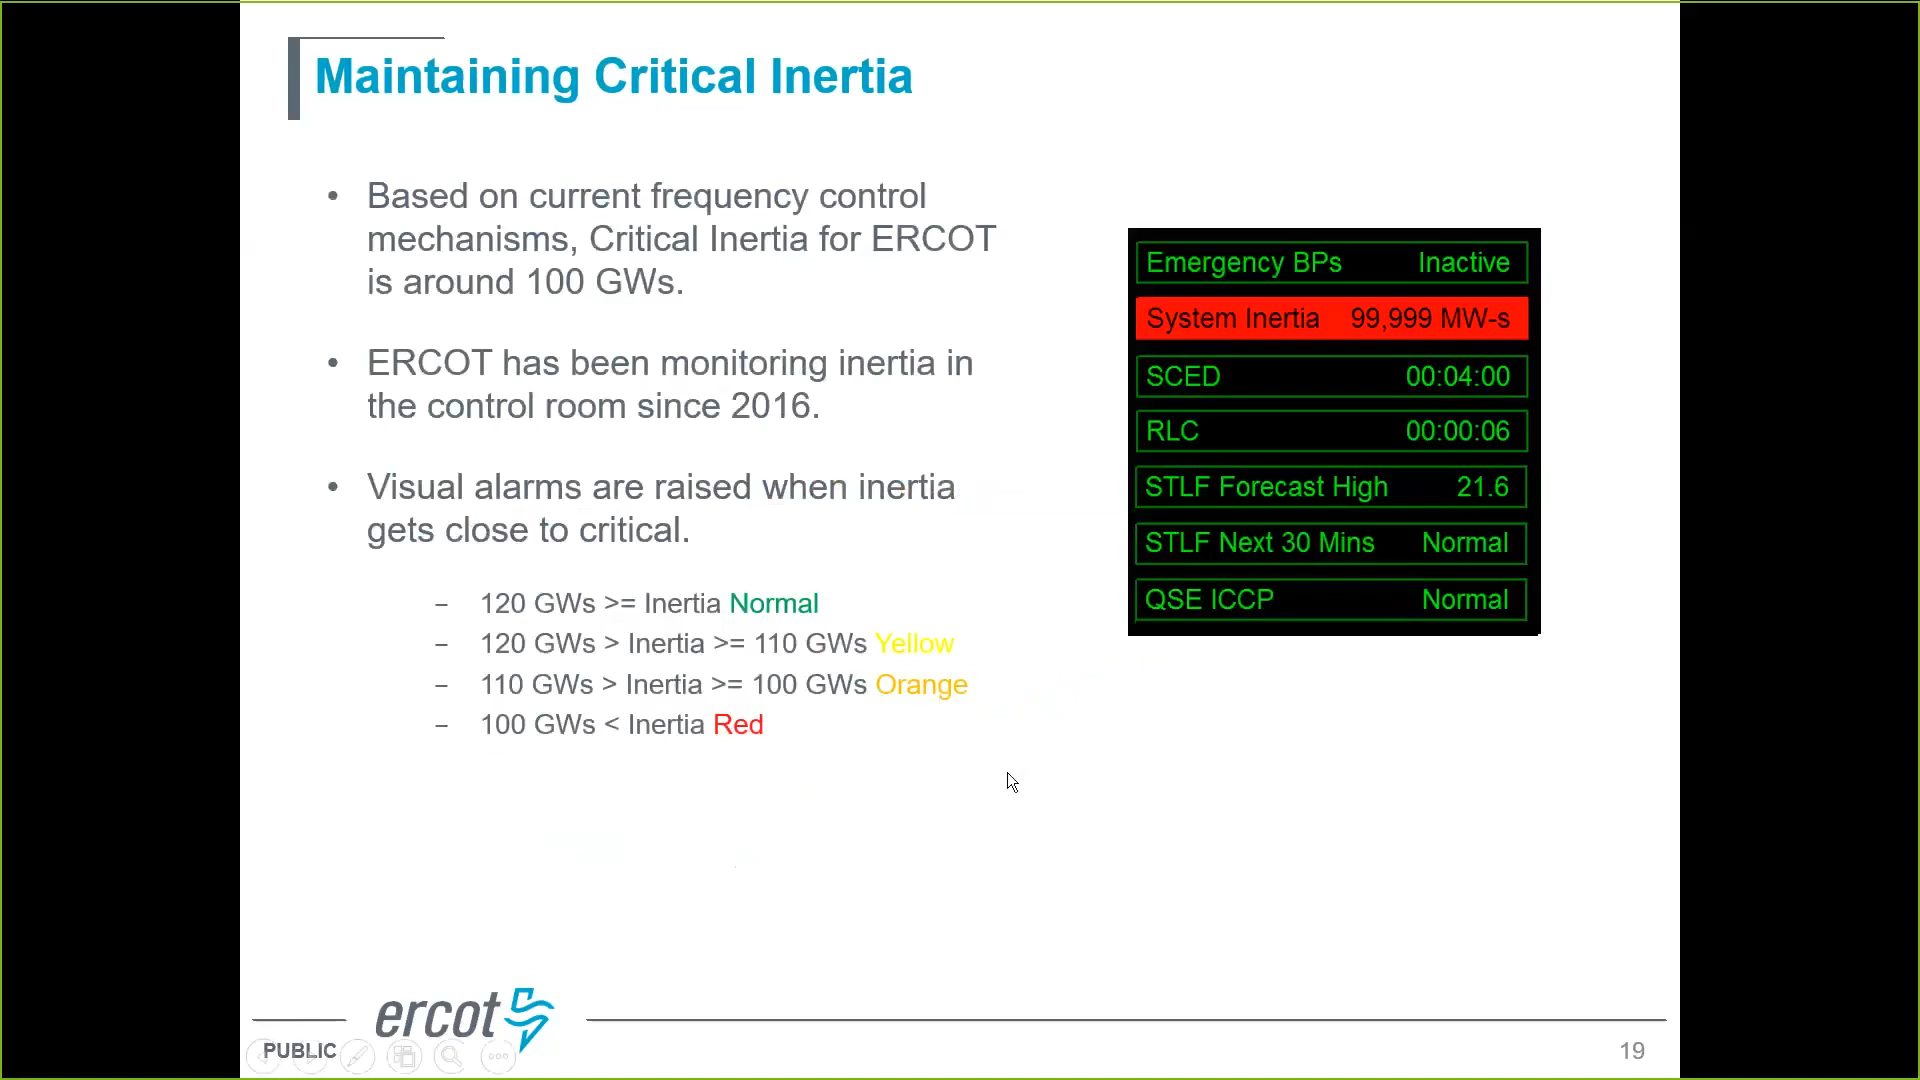 Maintaining Critical Inertia
• Based on current frequency control
mechanisms, Critical Inertia for ERCOT
is around 100 GWs.
• ERCOT has been monitoring inertia in
the control room since 2016.
• Visual alarms are raised when inertia
gets close to critical.
– 120 GWs >= Inertia Normal
– 120 GWs > Inertia >= 110 GWs Yellow
– 110 GWs > Inertia >= 100 GWs Orange
– 100 GWs < Inertia Red
Emergency BPs Inactive
System Inertia 99,999 MW-s
SCED 00:04:00
RLC 00:00:06
STLF Forecast High 21.6
STLF Next 30 Mins Normal
QSE ICCP Normal
ercot
PUBLIC
19